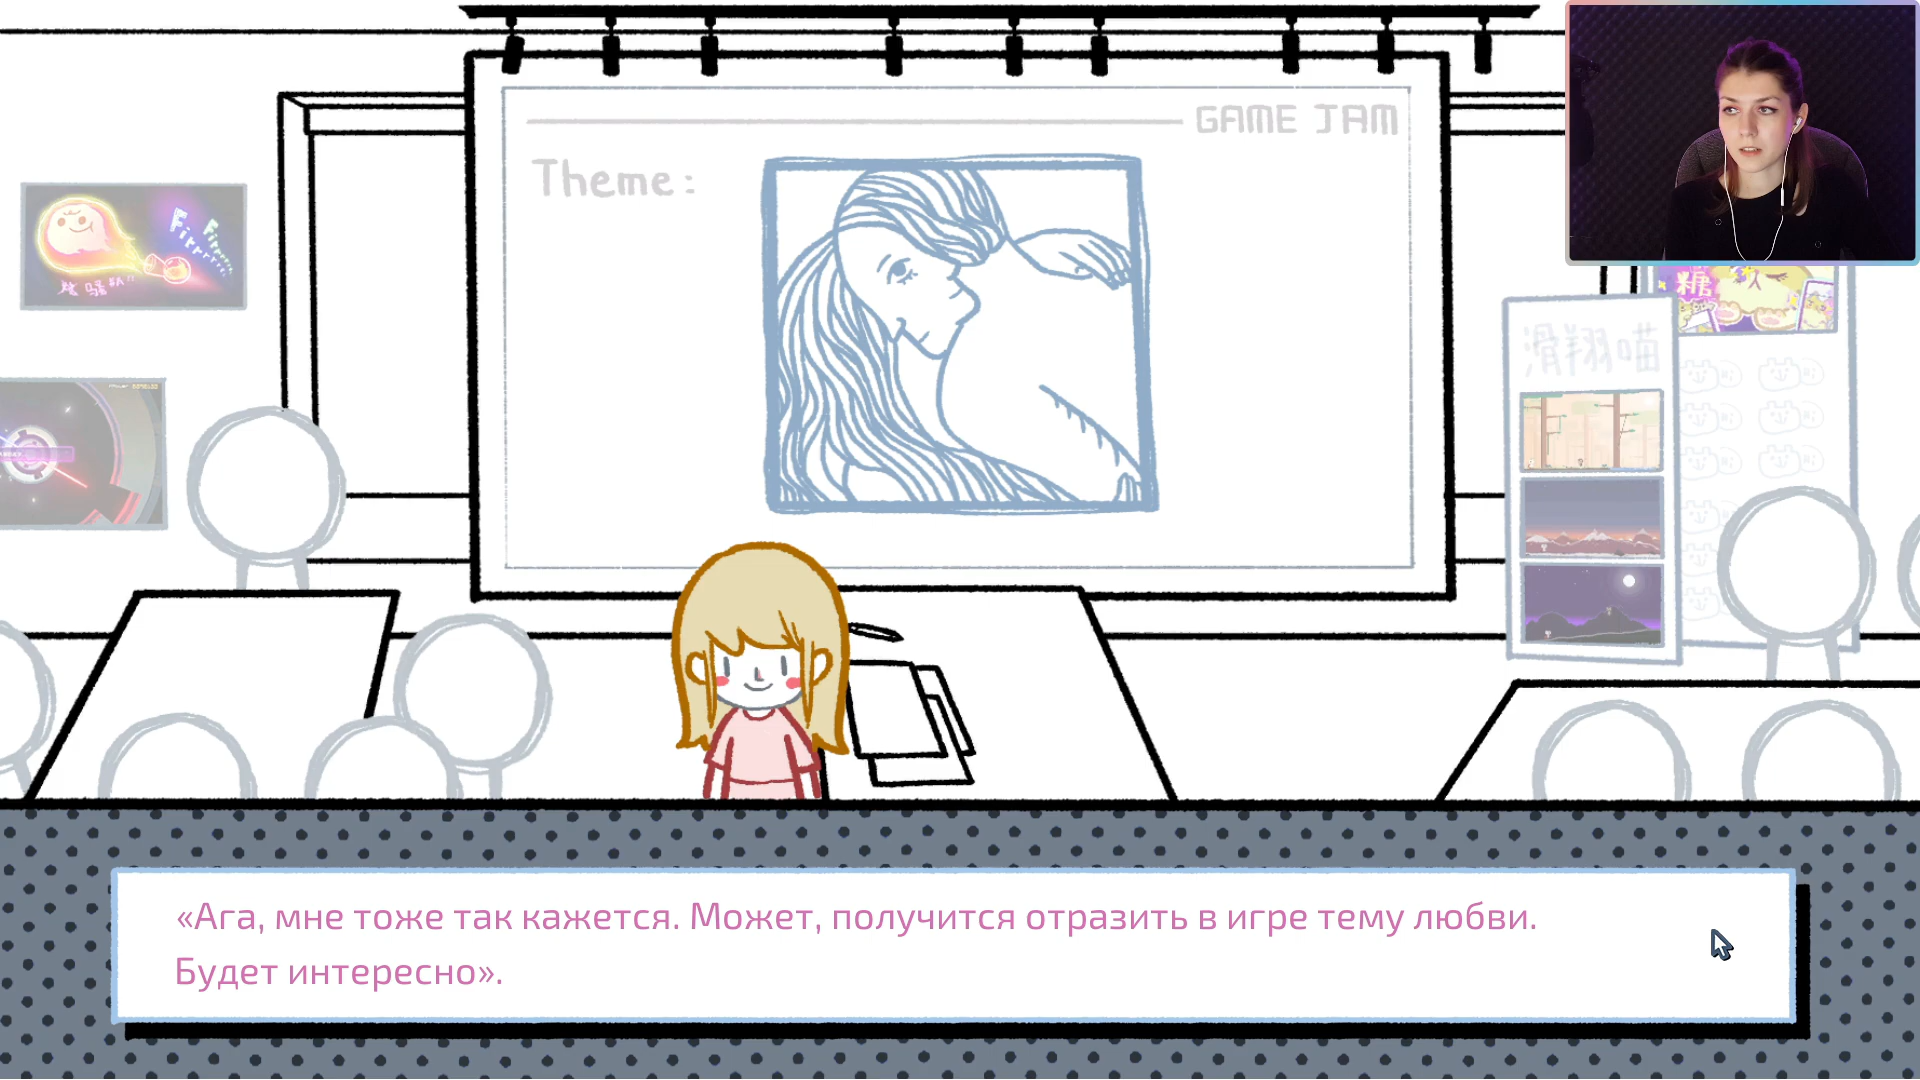 GAME JAM
Theme:
糖
滑翔喵
«Ага, мне тоже так кажется. Может, получится отразить в игре тему любви.
Будет интересно».